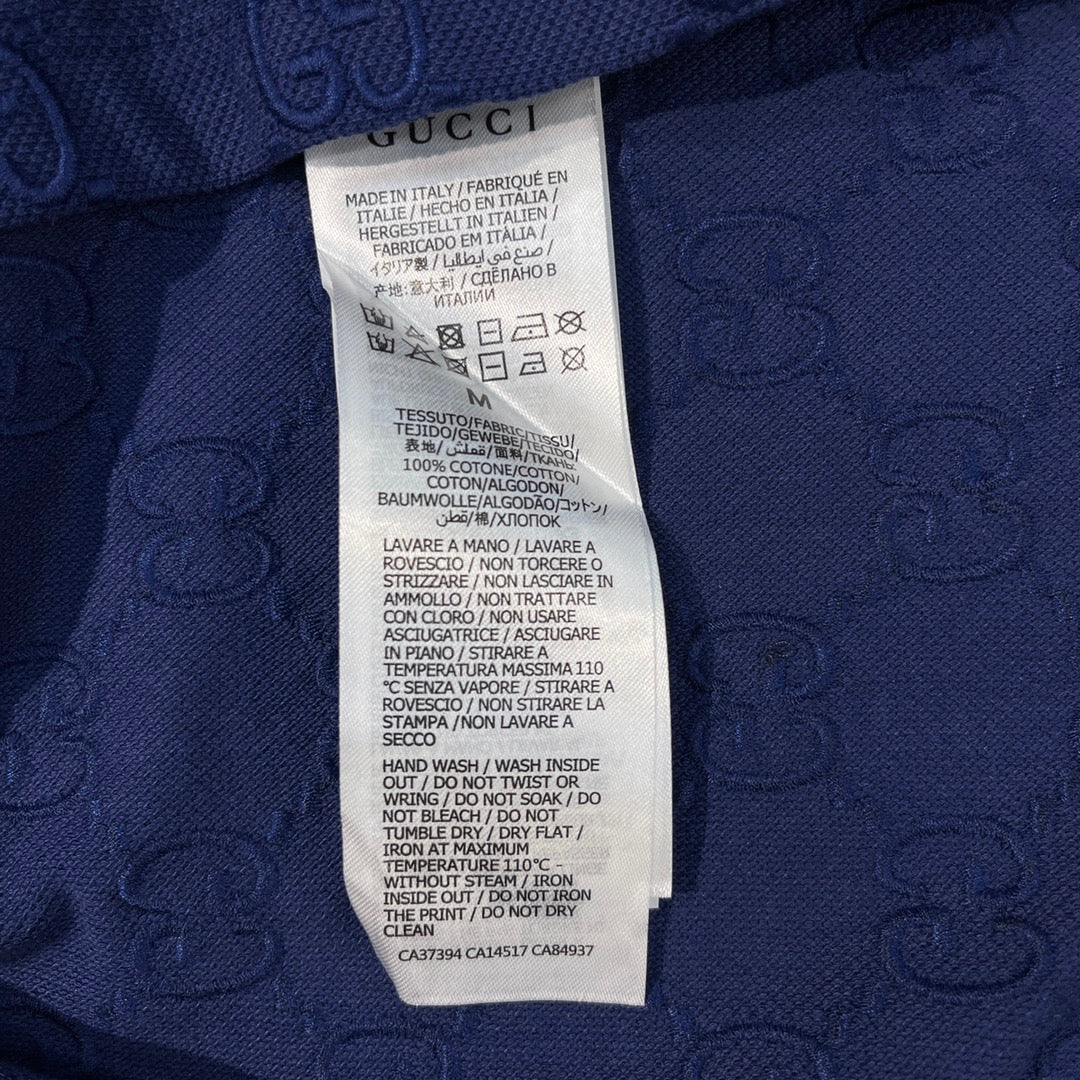 GUCCI
MADE IN ITALY / FABRIQUÉ EN
ITALIE / HECHO EN ITALIA /
HERGESTELLT IN ITALIEN /
FABRICADO EM ITÀLIA /
イタリア製 / صنع في ايطاليا /
产地:意大利 / СДЕЛАНО В
ИТАЛИИ
M
TESSUTO/FABRIC/TISSU/
TEJIDO/GEWEBE/TECIDO/
表地/قماش/面料/ТКАНЬ:
100% COTONE/COTTON/
COTON/ALGODON/
BAUMWOLLE/ALGODÃO/コットン/
قطن/棉/ХЛОПОК
LAVARE A MANO / LAVARE A
ROVESCIO / NON TORCERE O
STRIZZARE / NON LASCIARE IN
AMMOLLO / NON TRATTARE
CON CLORO / NON USARE
ASCIUGATRICE / ASCIUGARE
IN PIANO / STIRARE A
TEMPERATURA MASSIMA 110
°C SENZA VAPORE / STIRARE A
ROVESCIO / NON STIRARE LA
STAMPA /NON LAVARE A
SECCO
HAND WASH / WASH INSIDE
OUT / DO NOT TWIST OR
WRING / DO NOT SOAK / DO
NOT BLEACH / DO NOT
TUMBLE DRY / DRY FLAT /
IRON AT MAXIMUM
TEMPERATURE 110°C -
WITHOUT STEAM / IRON
INSIDE OUT / DO NOT IRON
THE PRINT / DO NOT DRY
CLEAN
CA37394 CA14517 CA84937